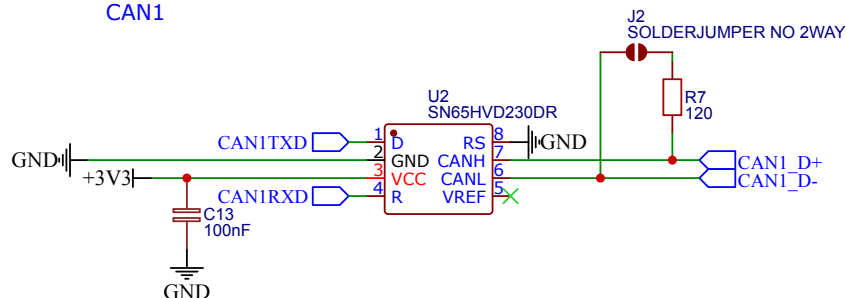 CAN1
J2
SOLDERJUMPER NO 2WAY
U2
SN65HVD230DR
R7
120
CAN1TXD
1
D
RS
8
GND
GND
2
GND
CANH
7
CAN1_D+
+3V3
3
VCC
CANL
6
CAN1_D-
CAN1RXD
4
R
VREF
5
C13
100nF
GND